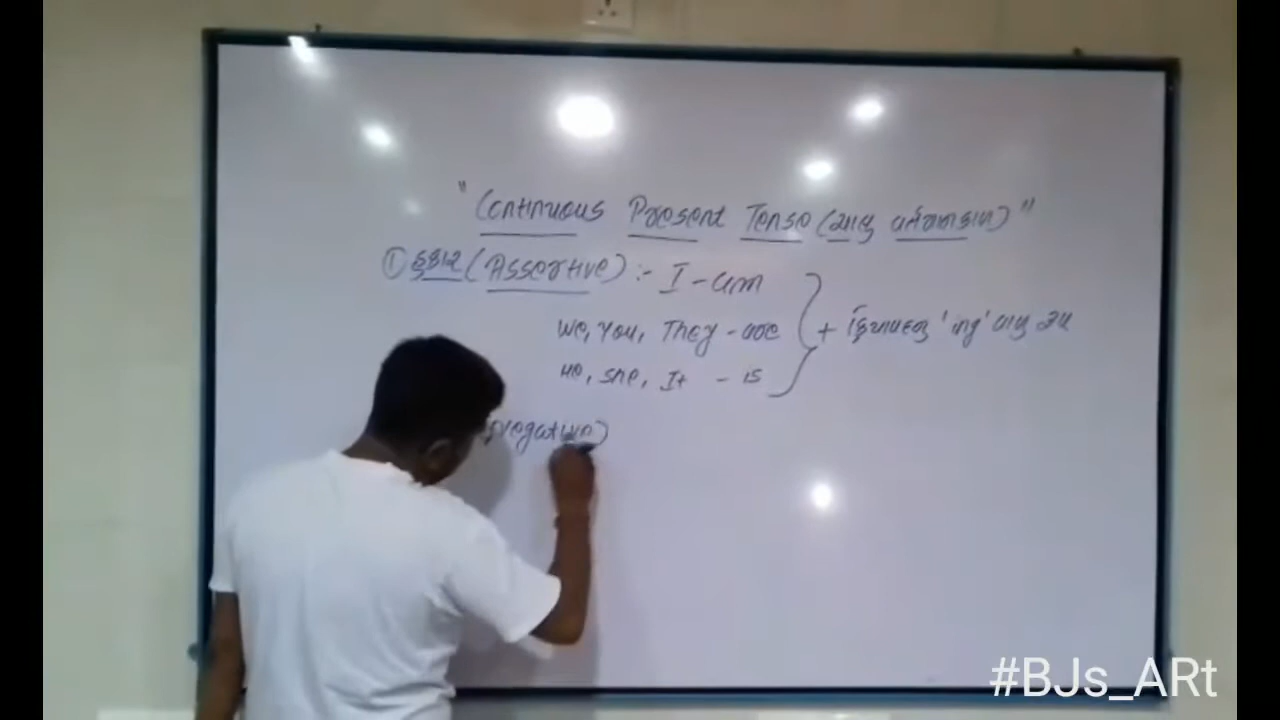 "Continuous Present Tense (ચાલુ વર્તમાનકાળ)"
① હકાર (Assertive) :- I - am
We, You, They - are
He, She, It - is
} + ક્રિયાપદનું 'ing' વાળુ રૂપ
(Negative)
#BJs_ARt